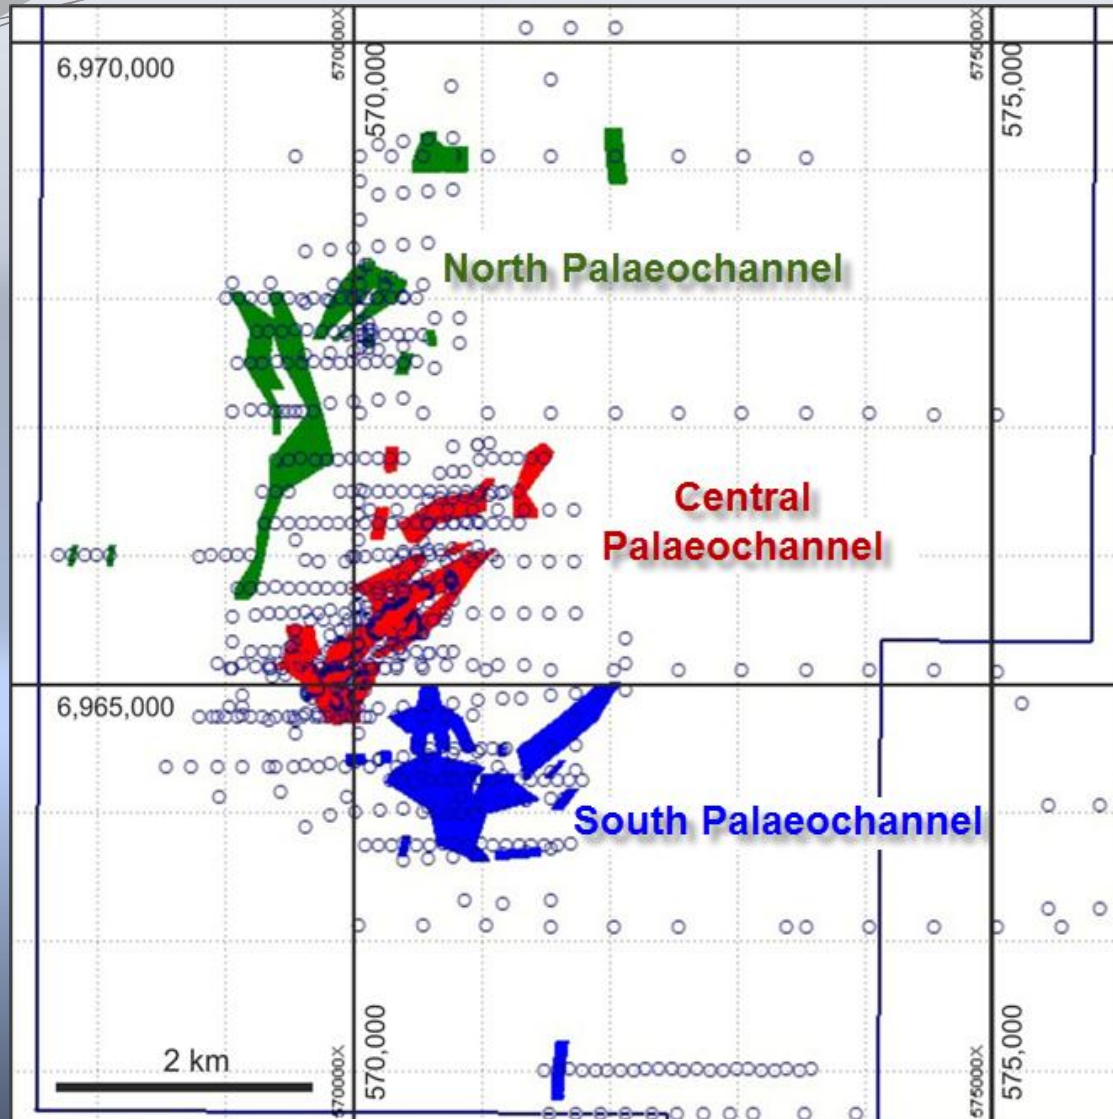 570000X
570,000
575000X
575,000
6,970,000
North Palaeochannel
Central
Palaeochannel
6,965,000
South Palaeochannel
2 km
570000X
570,000
575000X
575,000